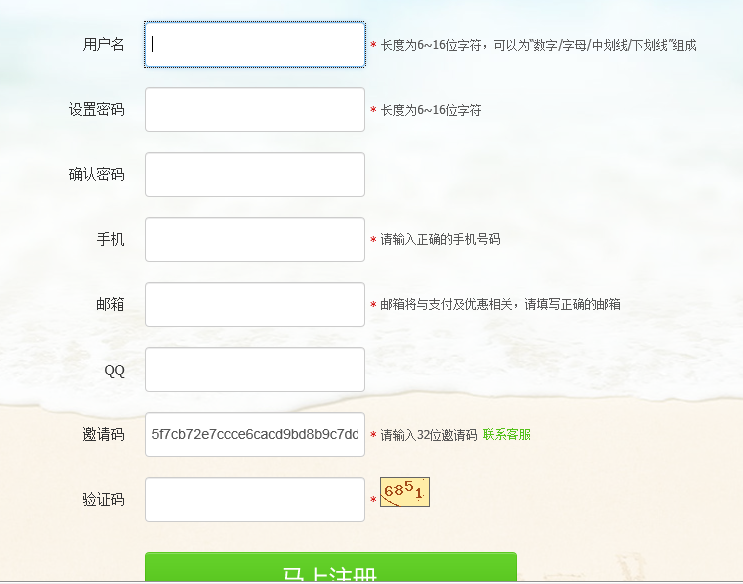 用户名 * 长度为6~16位字符，可以为“数字/字母/中划线/下划线”组成
设置密码 * 长度为6~16位字符
确认密码
手机 * 请输入正确的手机号码
邮箱 * 邮箱将与支付及优惠相关，请填写正确的邮箱
QQ
邀请码 5f7cb72e7ccce6cacd9bd8b9c7dc * 请输入32位邀请码 联系客服
验证码 * 6851
马上注册